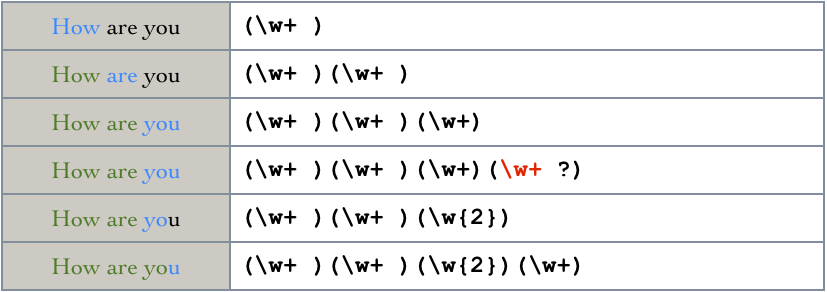 How are you (\w+ )
How are you (\w+ )(\w+ )
How are you (\w+ )(\w+ )(\w+)
How are you (\w+ )(\w+ )(\w+)(\w+ ?)
How are you (\w+ )(\w+ )(\w{2})
How are you (\w+ )(\w+ )(\w{2})(\w+)